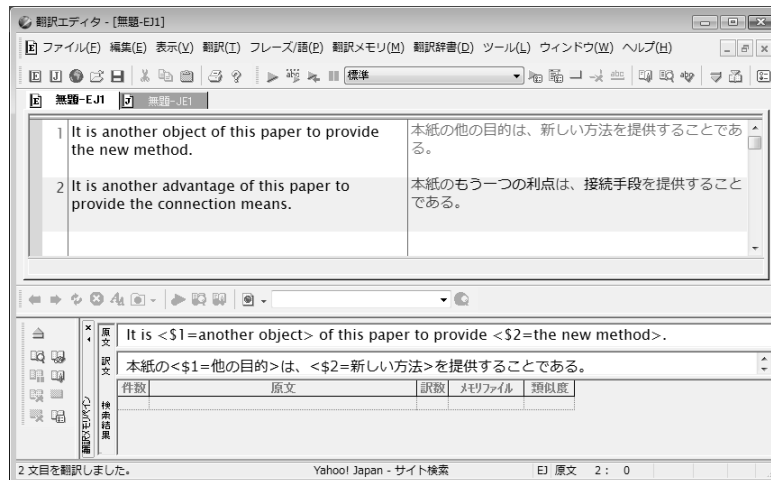 翻訳エディタ - [無題-EJ1]
E ファイル(F) 編集(E) 表示(V) 翻訳(T) フレーズ/語(P) 翻訳メモリ(M) 翻訳辞書(D) ツール(L) ウィンドウ(W) ヘルプ(H)
標準
E 無題-EJ1 J 無題-JE1
1 It is another object of this paper to provide
the new method.
本紙の他の目的は、新しい方法を提供することであ
る。
2 It is another advantage of this paper to
provide the connection means.
本紙のもう一つの利点は、接続手段を提供すること
である。
原文 It is <$1=another object> of this paper to provide <$2=the new method>.
訳文 本紙の<$1=他の目的>は、<$2=新しい方法>を提供することである。
件数 原文 訳数 メモリファイル 類似度
検索結果
翻訳メモリペイン
2 文目を翻訳しました。 Yahoo! Japan - サイト検索 EJ 原文 2: 0